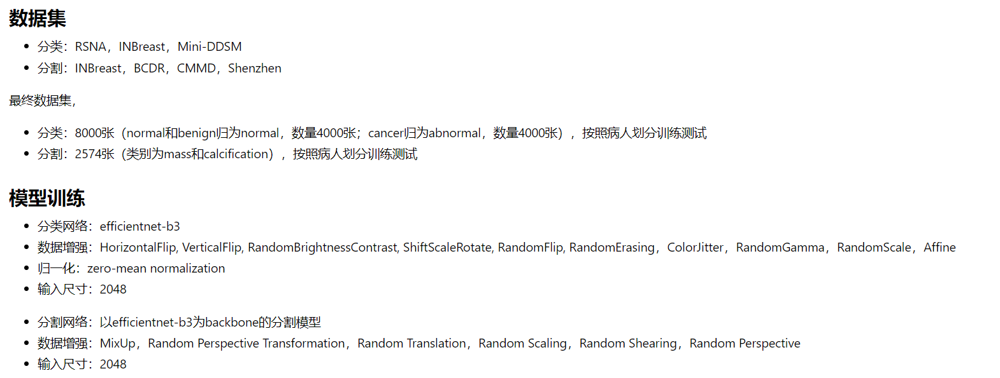 数据集
分类：RSNA，INBreast，Mini-DDSM
分割：INBreast，BCDR，CMMD，Shenzhen
最终数据集，
分类：8000张（normal和benign归为normal，数量4000张；cancer归为abnormal，数量4000张），按照病人划分训练测试
分割：2574张（类别为mass和calcification），按照病人划分训练测试
模型训练
分类网络：efficientnet-b3
数据增强：HorizontalFlip, VerticalFlip, RandomBrightnessContrast, ShiftScaleRotate, RandomFlip, RandomErasing，ColorJitter，RandomGamma，RandomScale，Affine
归一化：zero-mean normalization
输入尺寸：2048
分割网络：以efficientnet-b3为backbone的分割模型
数据增强：MixUp，Random Perspective Transformation，Random Translation，Random Scaling，Random Shearing，Random Perspective
输入尺寸：2048